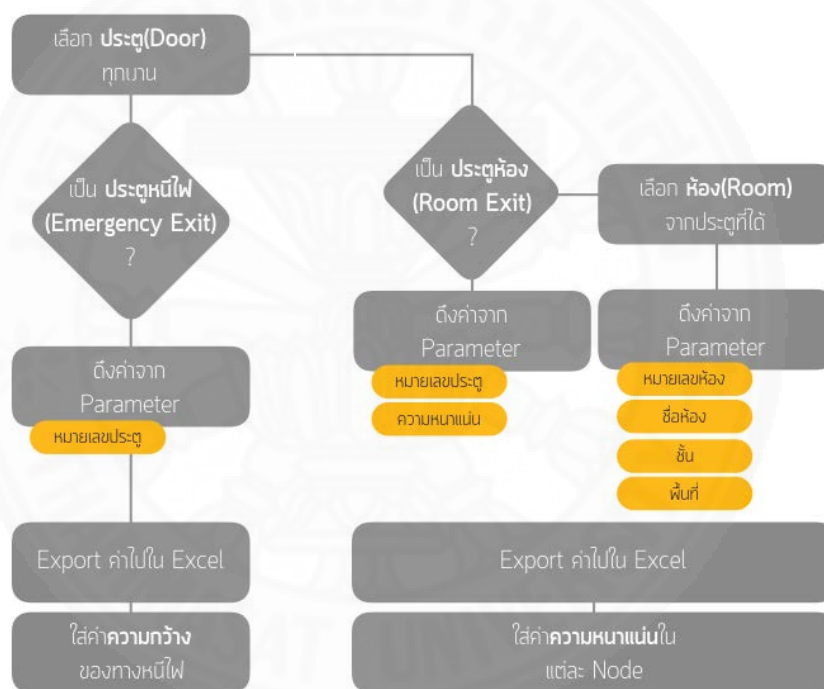 เลือก ประตู(Door)
ทุกบาน
เป็น ประตูหนีไฟ
(Emergency Exit)
?
ดึงค่าจาก
Parameter
หมายเลขประตู
Export ค่าไปใน Excel
ใส่ค่าความกว้าง
ของทางหนีไฟ
เป็น ประตูห้อง
(Room Exit)
?
ดึงค่าจาก
Parameter
หมายเลขประตู
ความหนาแน่น
เลือก ห้อง(Room)
จากประตูที่ได้
ดึงค่าจาก
Parameter
หมายเลขห้อง
ชื่อห้อง
ชั้น
พื้นที่
Export ค่าไปใน Excel
ใส่ค่าความหนาแน่นใน
แต่ละ Node